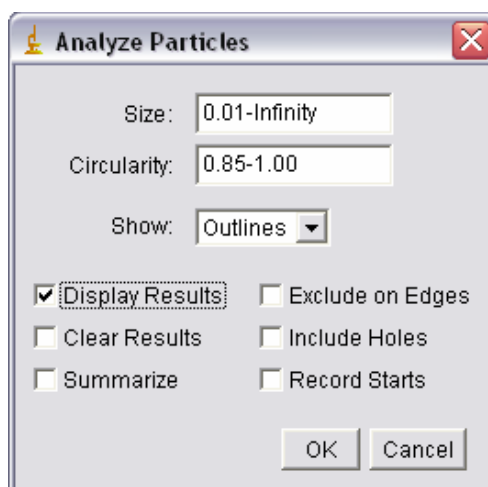 Analyze Particles
Size: 0.01-Infinity
Circularity: 0.85-1.00
Show: Outlines
Display Results Exclude on Edges
Clear Results Include Holes
Summarize Record Starts
OK Cancel